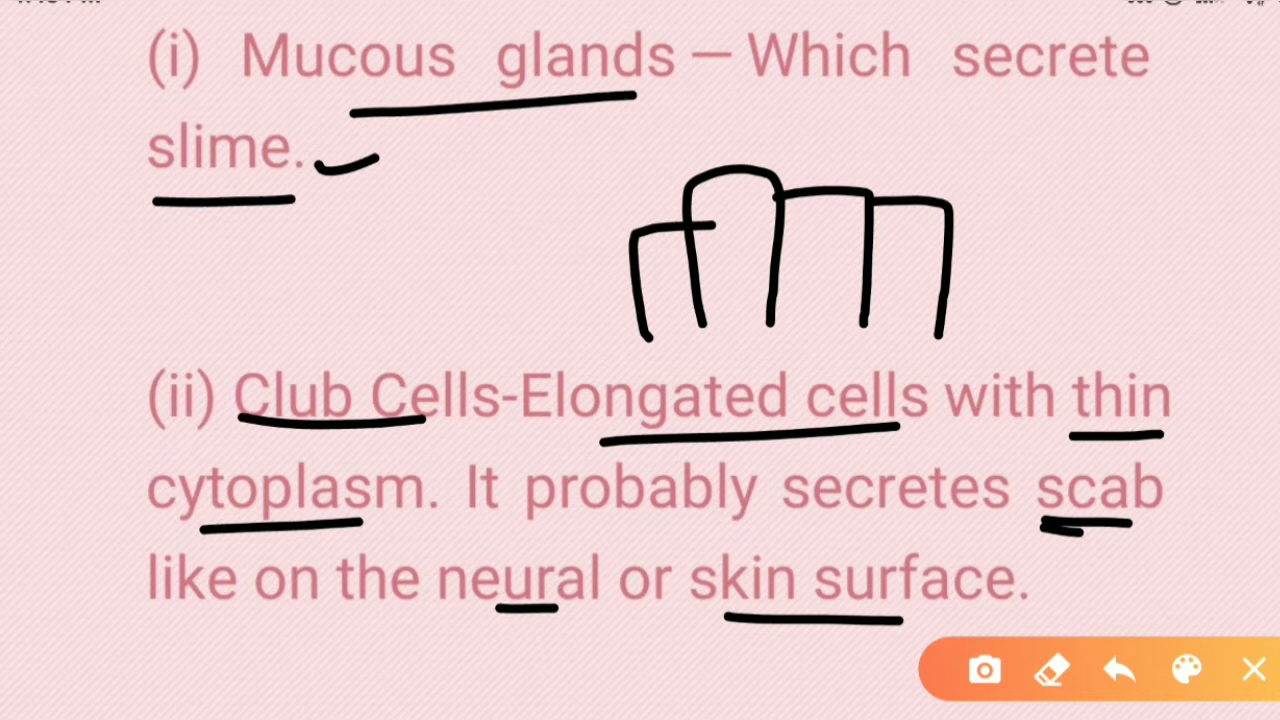 (i) Mucous glands – Which secrete
slime.
(ii) Club Cells-Elongated cells with thin
cytoplasm. It probably secretes scab
like on the neural or skin surface.